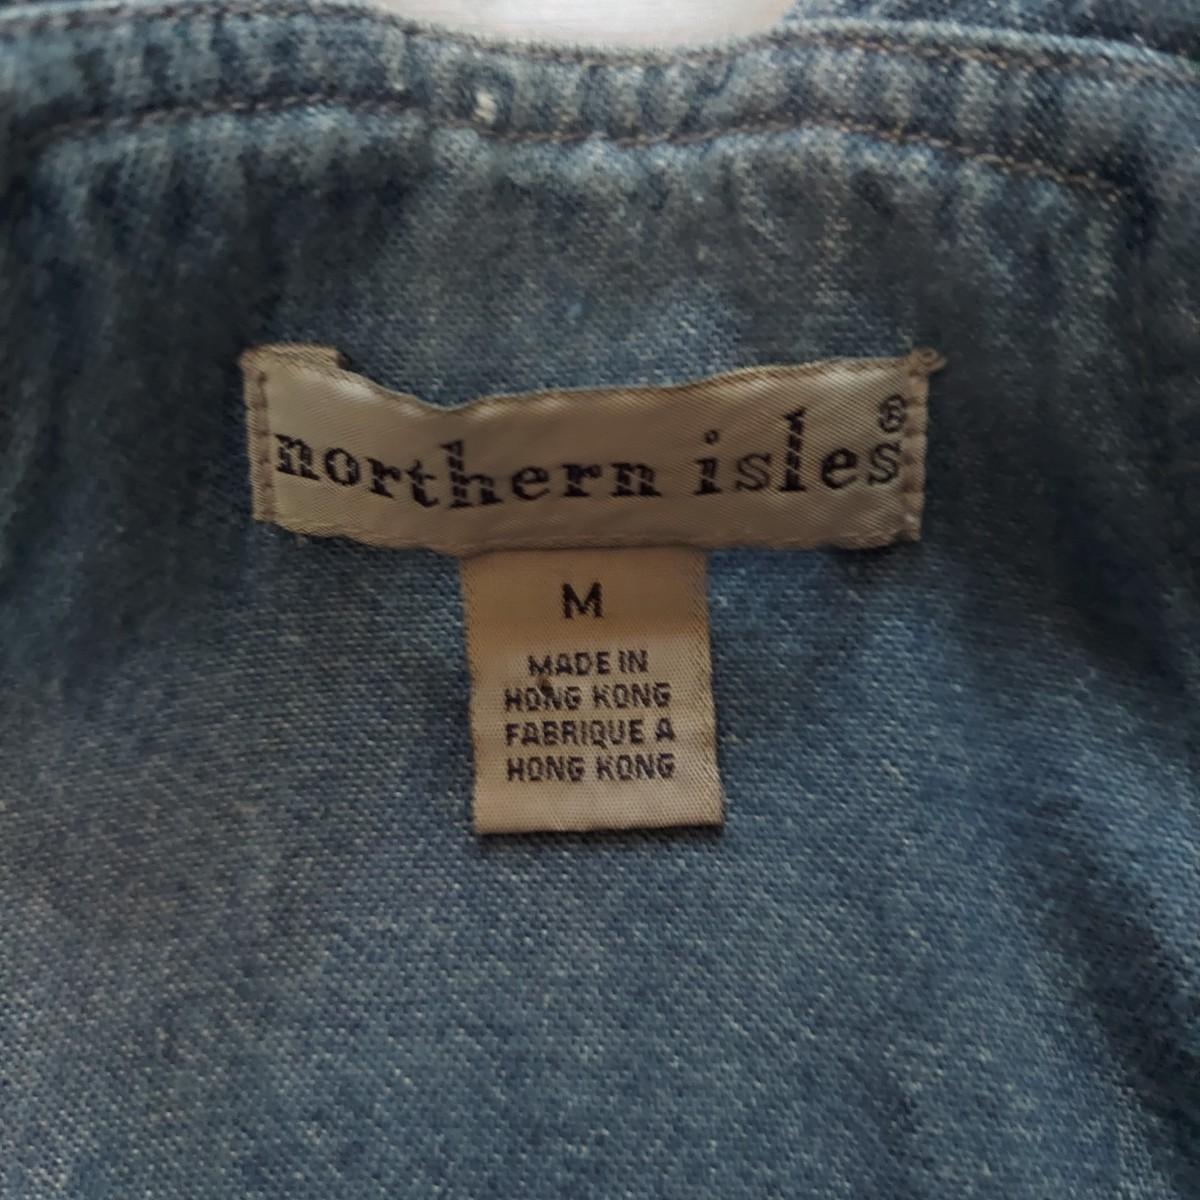 northern isles®
M
MADE IN
HONG KONG
FABRIQUE A
HONG KONG